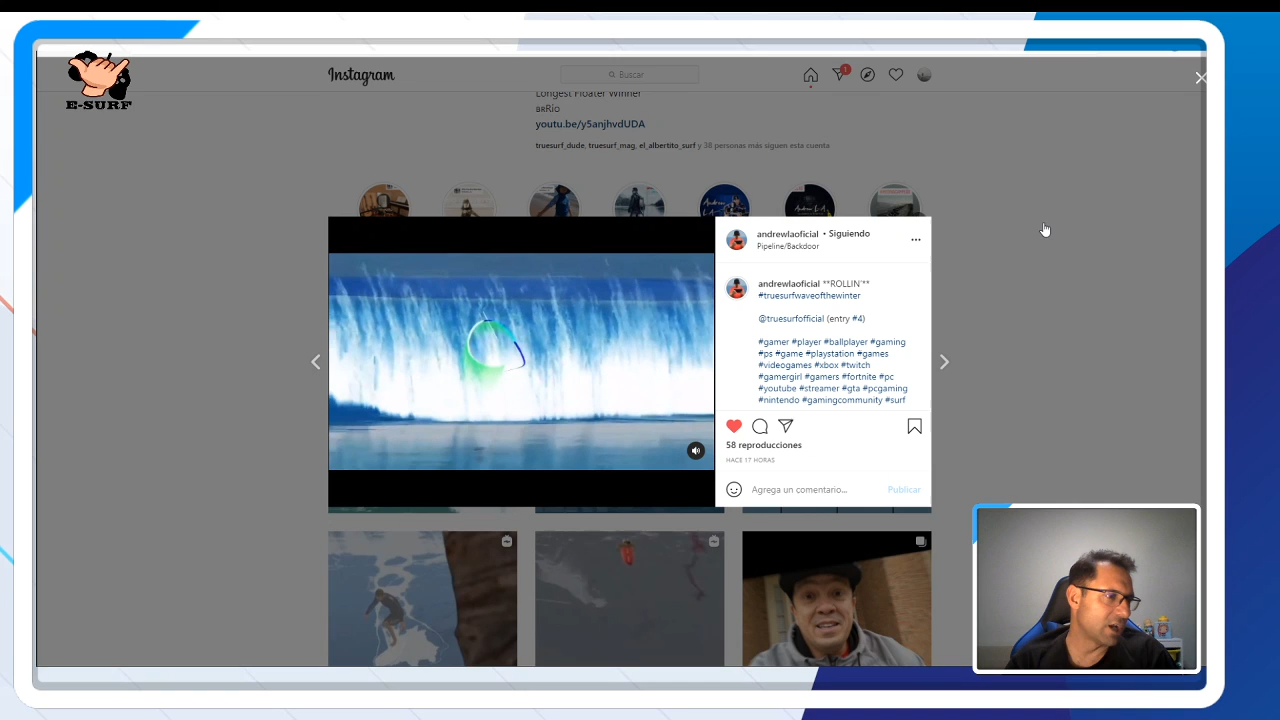 E-SURF
Instagram
Buscar
1
Longest Floater Winner
BRRio
youtu.be/y5anjhvdUDA
truesurf_dude, truesurf_mag, el_albertito_surf y 38 personas más siguen esta cuenta
andrewlaoficial • Siguiendo
Pipeline/Backdoor
andrewlaoficial **ROLLIN'**
#truesurfwaveofthewinter
@truesurfofficial (entry #4)
#gamer #player #ballplayer #gaming
#ps #game #playstation #games
#videogames #xbox #twitch
#gamergirl #gamers #fortnite #pc
#youtube #streamer #gta #pcgaming
#nintendo #gamingcommunity #surf
58 reproducciones
HACE 17 HORAS
Agrega un comentario...
Publicar